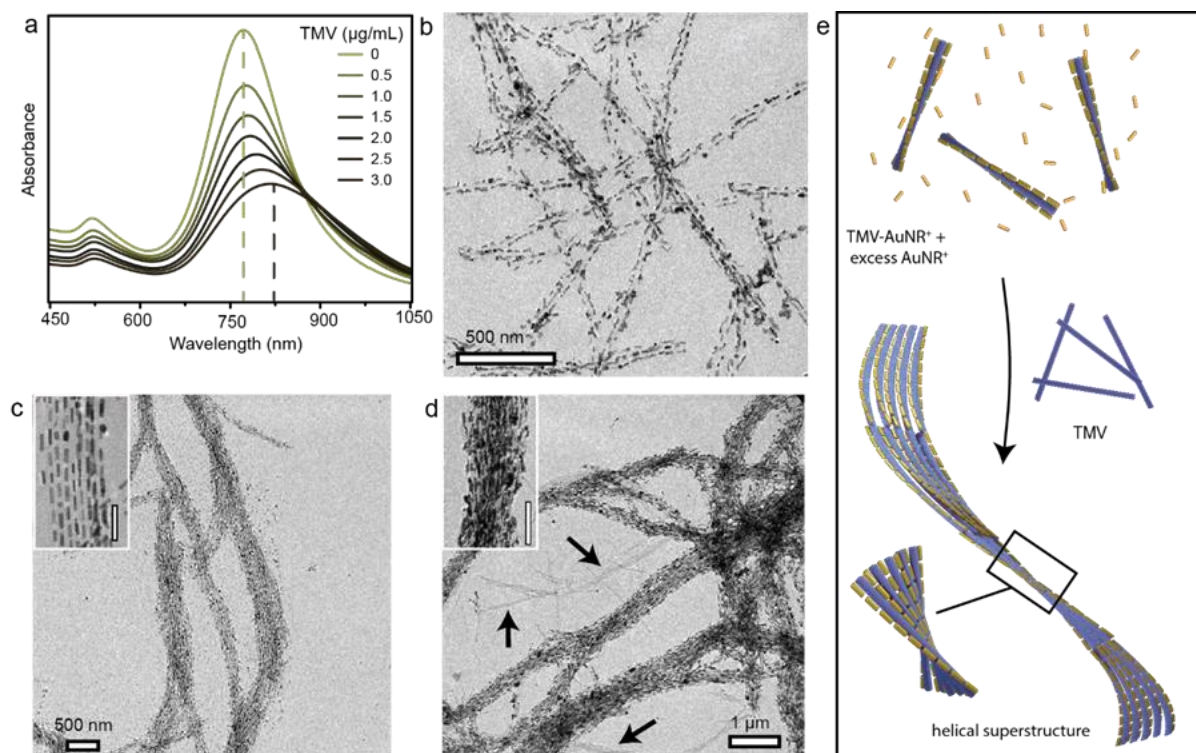 a
TMV (µg/mL)
0
0.5
1.0
1.5
2.0
2.5
3.0
Absorbance
450 600 750 900 1050
Wavelength (nm)
b
500 nm
c
500 nm
d
1 µm
e
TMV-AuNR⁺ +
excess AuNR⁺
TMV
helical superstructure